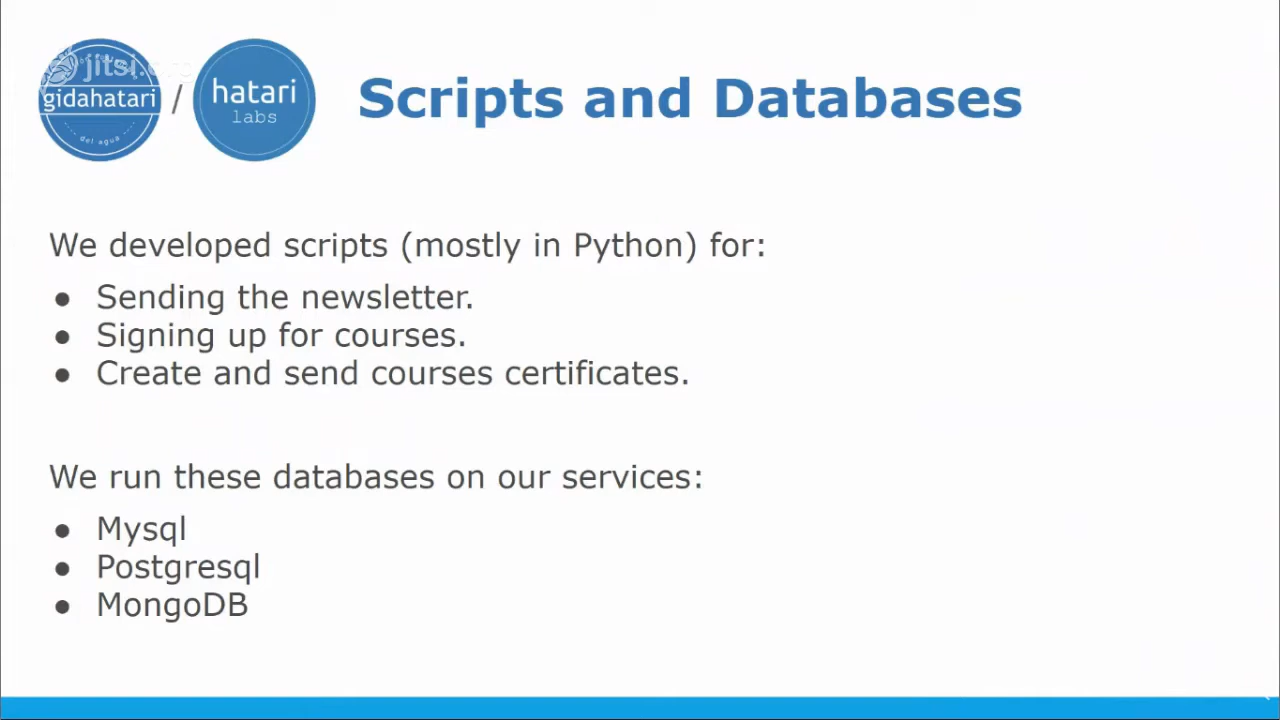 jitsi.org
gidahatari
del agua
/
hatari
labs
Scripts and Databases
We developed scripts (mostly in Python) for:
● Sending the newsletter.
● Signing up for courses.
● Create and send courses certificates.
We run these databases on our services:
● Mysql
● Postgresql
● MongoDB